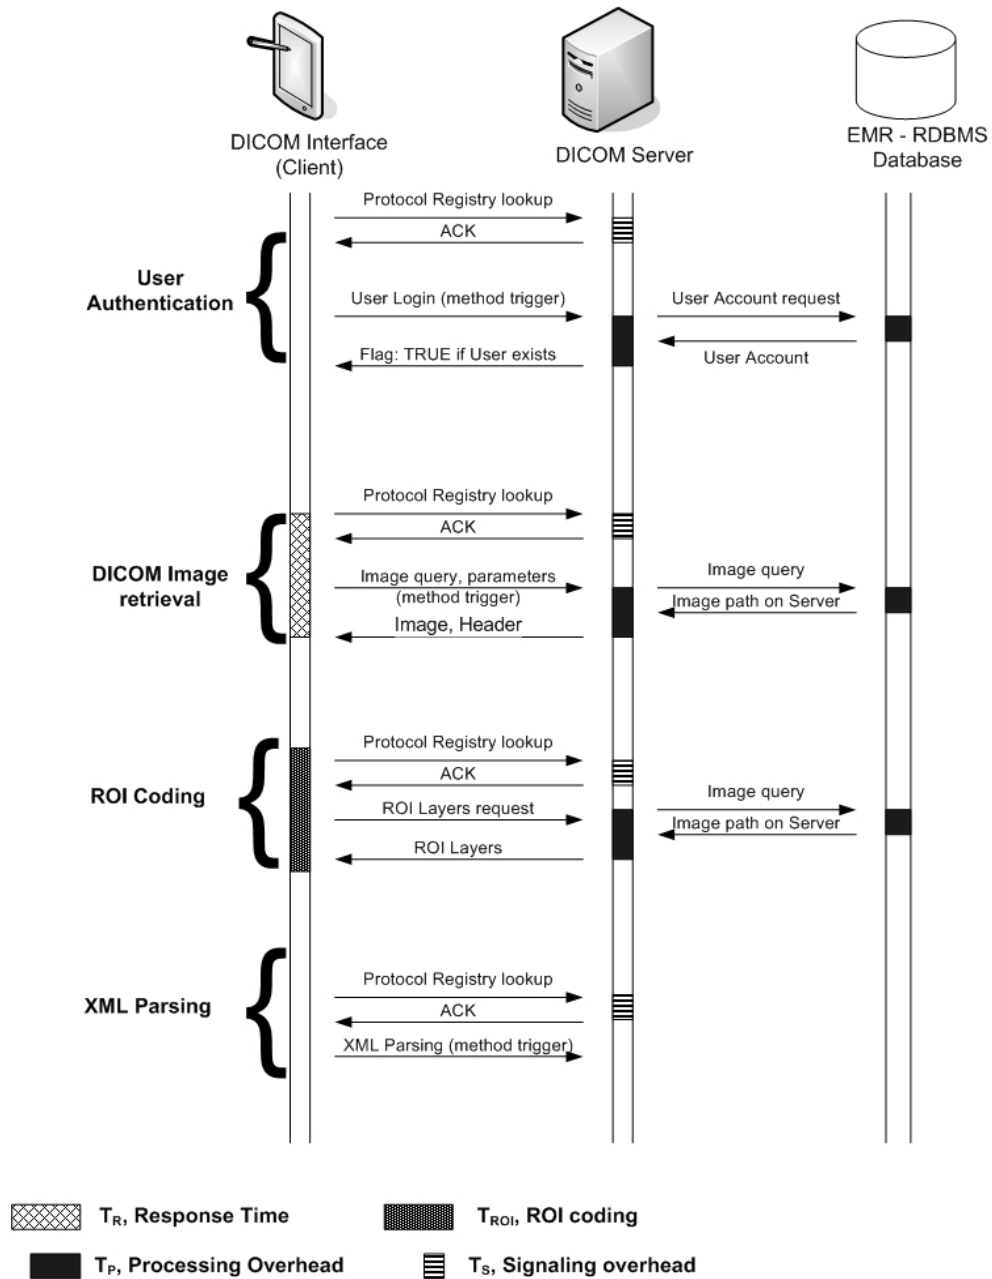 DICOM Interface
(Client)
DICOM Server
EMR - RDBMS
Database
Protocol Registry lookup
ACK
User
Authentication
User Login (method trigger)
User Account request
Flag: TRUE if User exists
User Account
Protocol Registry lookup
ACK
DICOM Image
retrieval
Image query, parameters
(method trigger)
Image query
Image path on Server
Image, Header
Protocol Registry lookup
ACK
ROI Coding
ROI Layers request
Image query
Image path on Server
ROI Layers
Protocol Registry lookup
XML Parsing
ACK
XML Parsing (method trigger)
TR, Response Time
TROI, ROI coding
TP, Processing Overhead
TS, Signaling overhead